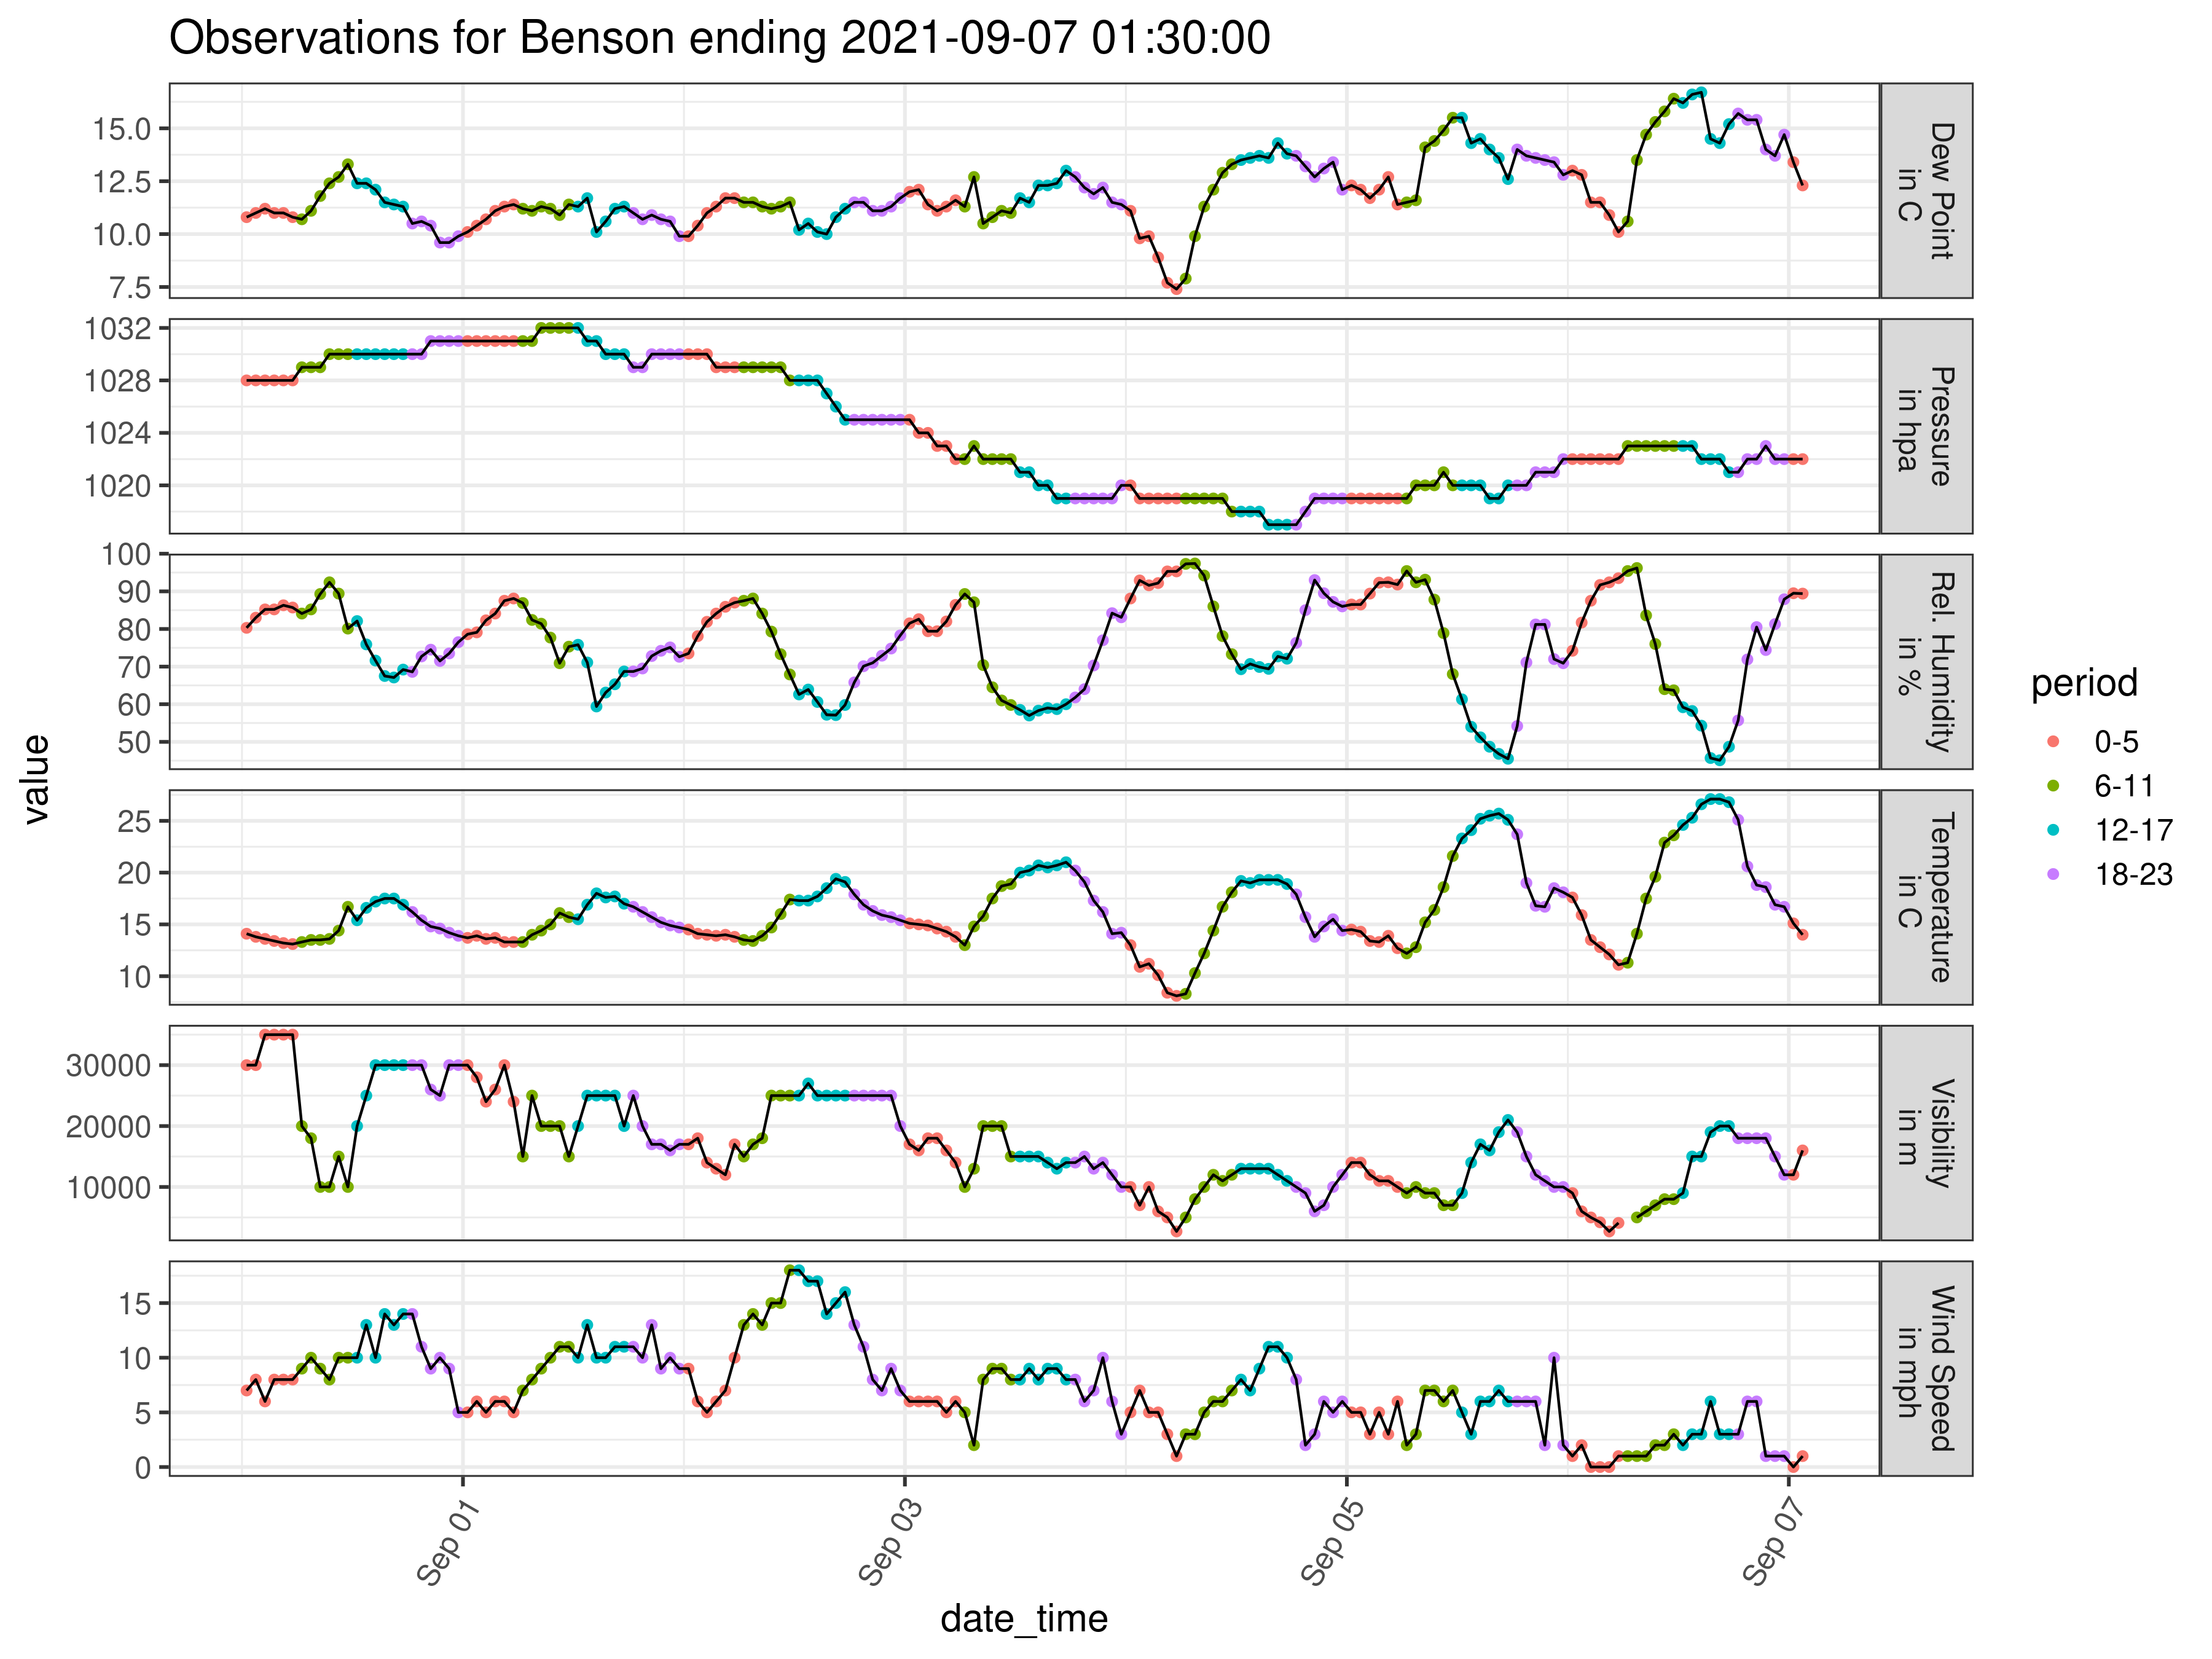 Observations for Benson ending 2021-09-07 01:30:00
value
15.0
12.5
10.0
7.5
Dew Point
in C
1032
1028
1024
1020
Pressure
in hpa
100
90
80
70
60
50
Rel. Humidity
in %
25
20
15
10
Temperature
in C
30000
20000
10000
Visibility
in m
15
10
5
0
Wind Speed
in mph
Sep 01
Sep 03
Sep 05
Sep 07
date_time
period
0-5
6-11
12-17
18-23